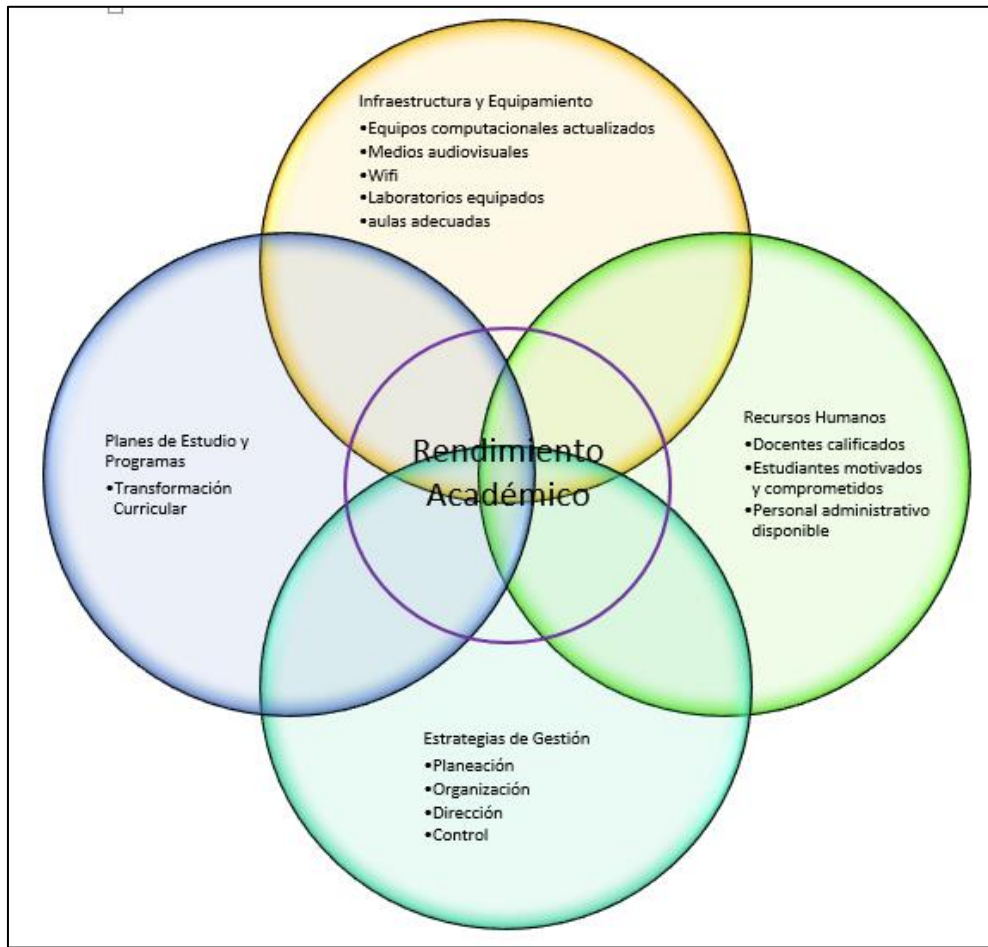 Infraestructura y Equipamiento
•Equipos computacionales actualizados
•Medios audiovisuales
•Wifi
•Laboratorios equipados
•aulas adecuadas
Planes de Estudio y
Programas
•Transformación
Curricular
Rendimiento
Académico
Recursos Humanos
•Docentes calificados
•Estudiantes motivados
y comprometidos
•Personal administrativo
disponible
Estrategias de Gestión
•Planeación
•Organización
•Dirección
•Control